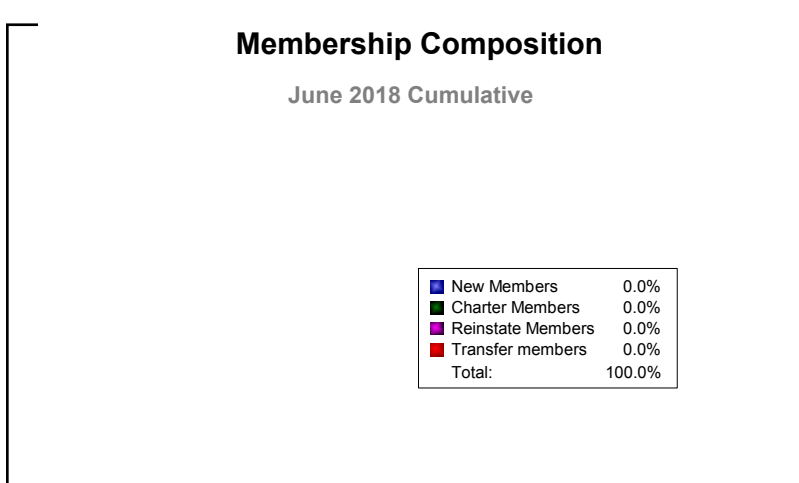 Membership Composition
June 2018 Cumulative
New Members 0.0%
Charter Members 0.0%
Reinstate Members 0.0%
Transfer members 0.0%
Total: 100.0%